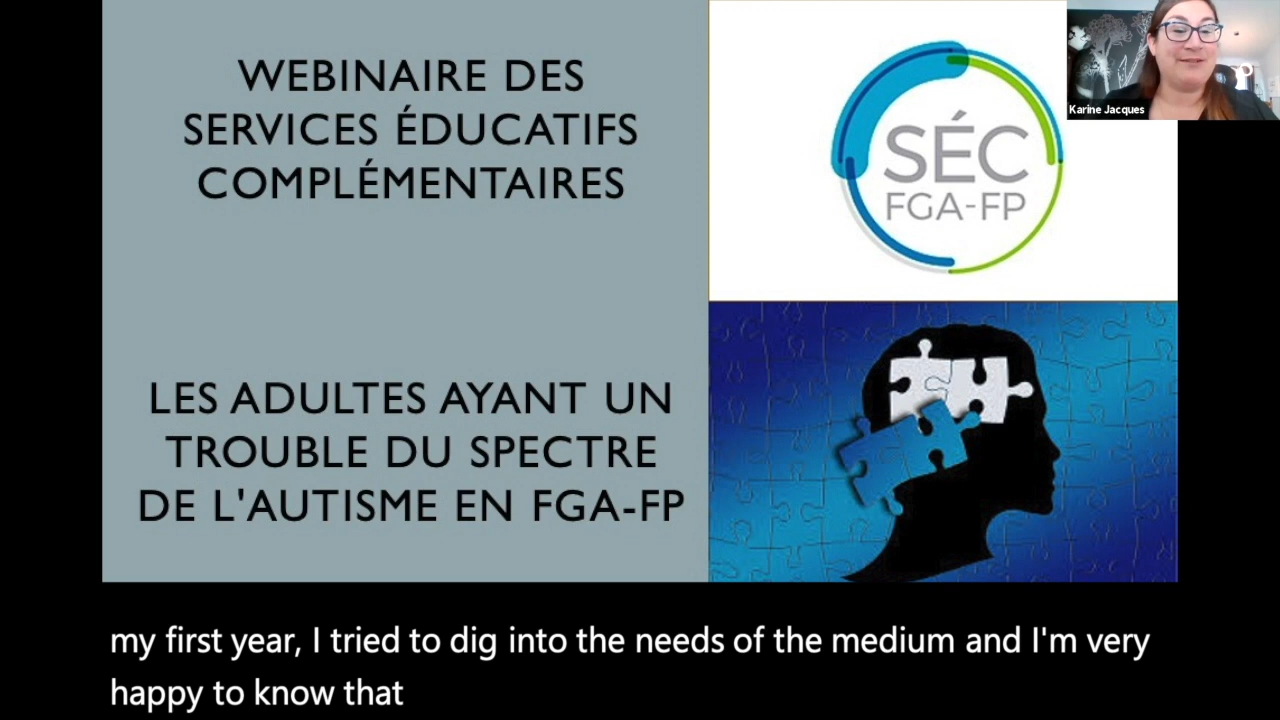 WEBINAIRE DES
SERVICES ÉDUCATIFS
COMPLÉMENTAIRES
LES ADULTES AYANT UN
TROUBLE DU SPECTRE
DE L'AUTISME EN FGA-FP
SÉC
FGA-FP
Karine Jacques
my first year, I tried to dig into the needs of the medium and I'm very
happy to know that